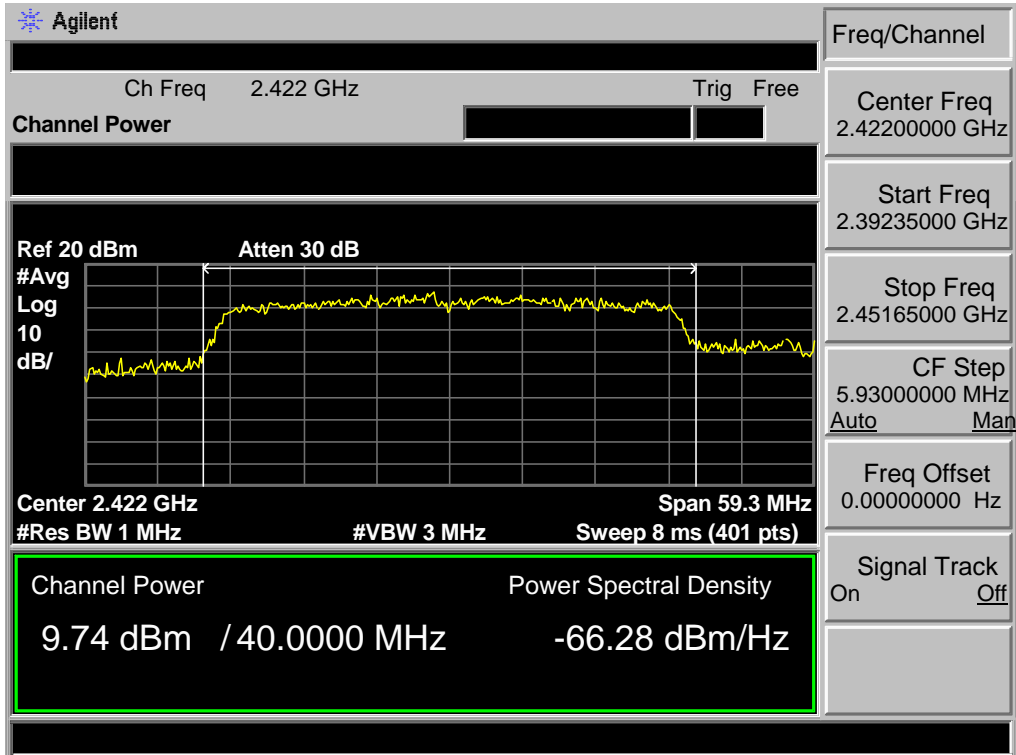 Agilent
Freq/Channel
Ch Freq 2.422 GHz Trig Free
Channel Power
Center Freq
2.42200000 GHz
Start Freq
2.39235000 GHz
Ref 20 dBm Atten 30 dB
#Avg
Log
10
dB/
Stop Freq
2.45165000 GHz
CF Step
5.93000000 MHz
Auto Man
Center 2.422 GHz Span 59.3 MHz
#Res BW 1 MHz #VBW 3 MHz Sweep 8 ms (401 pts)
Freq Offset
0.00000000 Hz
Channel Power Power Spectral Density
9.74 dBm / 40.0000 MHz -66.28 dBm/Hz
Signal Track
On Off